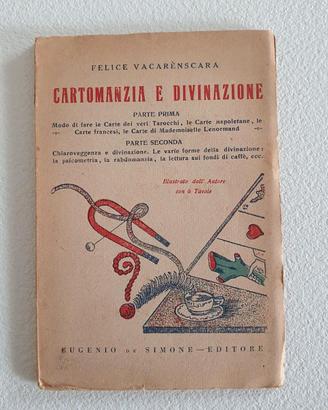 FELICE VACARÈNSCARA
CARTOMANZIA E DIVINAZIONE
PARTE PRIMA
Modo di fare le Carte dei veri Tarocchi, le Carte napoletane, le
Carte francesi, le Carte di Mademoiselle Lenormand
PARTE SECONDA
Chiaroveggenza e divinazione. Le varie forme della divinazione:
la psicometria, la rabdomanzia, la lettura sui fondi di caffè, ecc.
Illustrato dall'Autore
con 6 Tavole
EUGENIO DE SIMONE — EDITORE